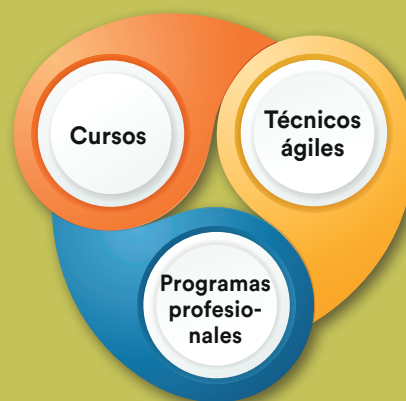 Cursos
Técnicos
ágiles
Programas
profesio-
nales